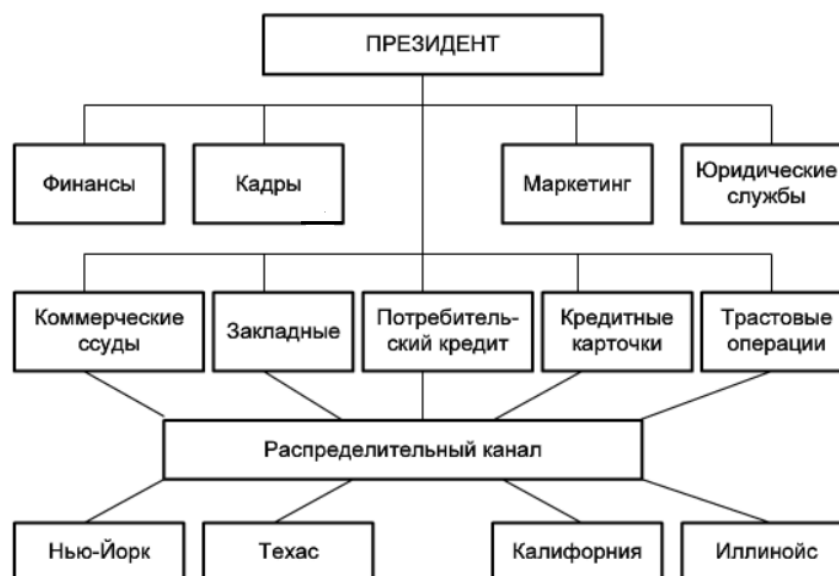 ПРЕЗИДЕНТ
Финансы
Кадры
Маркетинг
Юридические
службы
Коммерческие
ссуды
Закладные
Потребитель-
ский кредит
Кредитные
карточки
Трастовые
операции
Распределительный канал
Нью-Йорк
Техас
Калифорния
Иллинойс